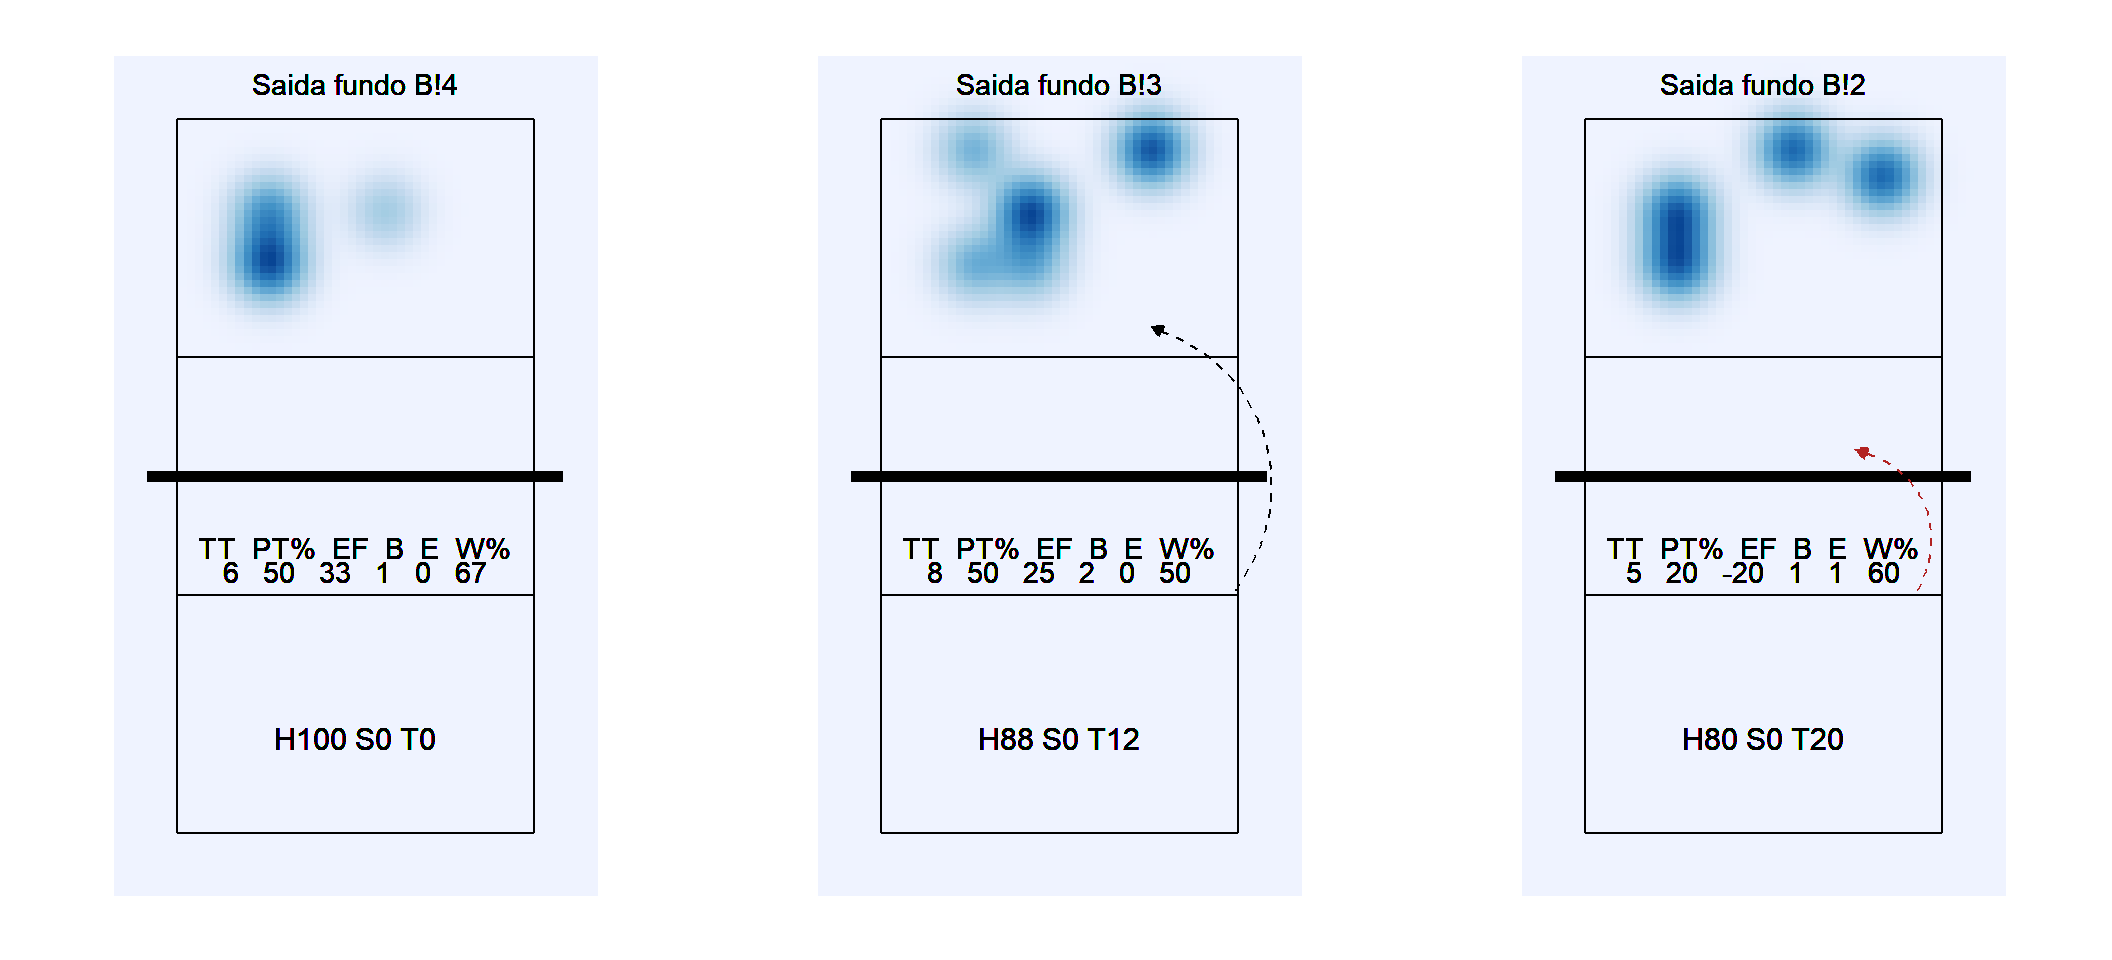 Saida fundo B!4
TT PT% EF B E W%
6 50 33 1 0 67
H100 S0 T0
Saida fundo B!3
TT PT% EF B E W%
8 50 25 2 0 50
H88 S0 T12
Saida fundo B!2
TT PT% EF B E W%
5 20 -20 1 1 60
H80 S0 T20